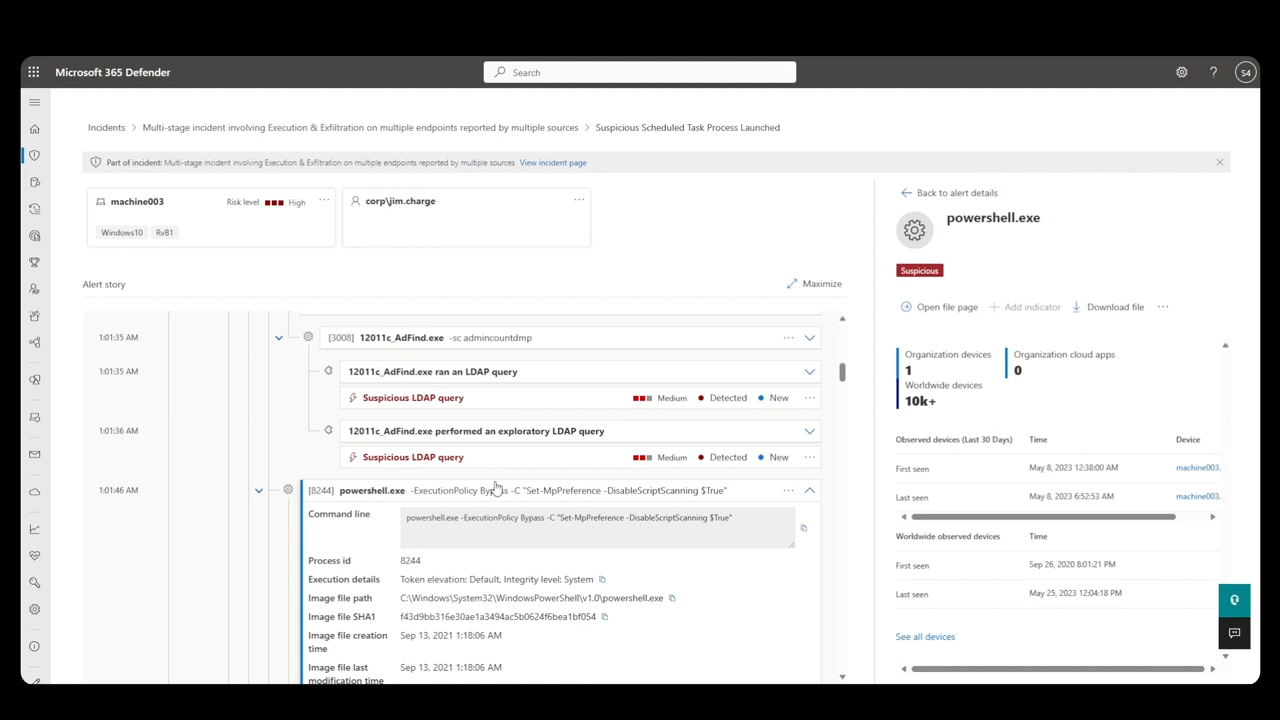 Microsoft 365 Defender
Search
S4
Incidents > Multi-stage incident involving Execution & Exfiltration on multiple endpoints reported by multiple sources > Suspicious Scheduled Task Process Launched
Part of incident: Multi-stage incident involving Execution & Exfiltration on multiple endpoints reported by multiple sources View incident page
machine003
Risk level High
Windows10 RvB1
corp\jim.charge
Alert story
Maximize
1:01:35 AM
[3008] 12011c_AdFind.exe -sc admincountdmp
1:01:35 AM
12011c_AdFind.exe ran an LDAP query
Suspicious LDAP query Medium Detected New
1:01:36 AM
12011c_AdFind.exe performed an exploratory LDAP query
Suspicious LDAP query Medium Detected New
1:01:46 AM
[8244] powershell.exe -ExecutionPolicy Bypass -C "Set-MpPreference -DisableScriptScanning $True"
Command line
powershell.exe -ExecutionPolicy Bypass -C "Set-MpPreference -DisableScriptScanning $True"
Process id 8244
Execution details Token elevation: Default, Integrity level: System
Image file path C:\Windows\System32\WindowsPowerShell\v1.0\powershell.exe
Image file SHA1 f43d9bb316e30ae1a3494ac5b0624f6bea1bf054
Image file creation time Sep 13, 2021 1:18:06 AM
Image file last modification time Sep 13, 2021 1:18:06 AM
Back to alert details
powershell.exe
Suspicious
Open file page
Add indicator
Download file
Organization devices
1
Organization cloud apps
0
Worldwide devices
10k+
Observed devices (Last 30 Days) Time Device
First seen May 8, 2023 12:38:00 AM machine003.
Last seen May 8, 2023 6:52:53 AM machine003.
Worldwide observed devices Time
First seen Sep 26, 2020 8:01:21 PM
Last seen May 25, 2023 12:04:18 PM
See all devices